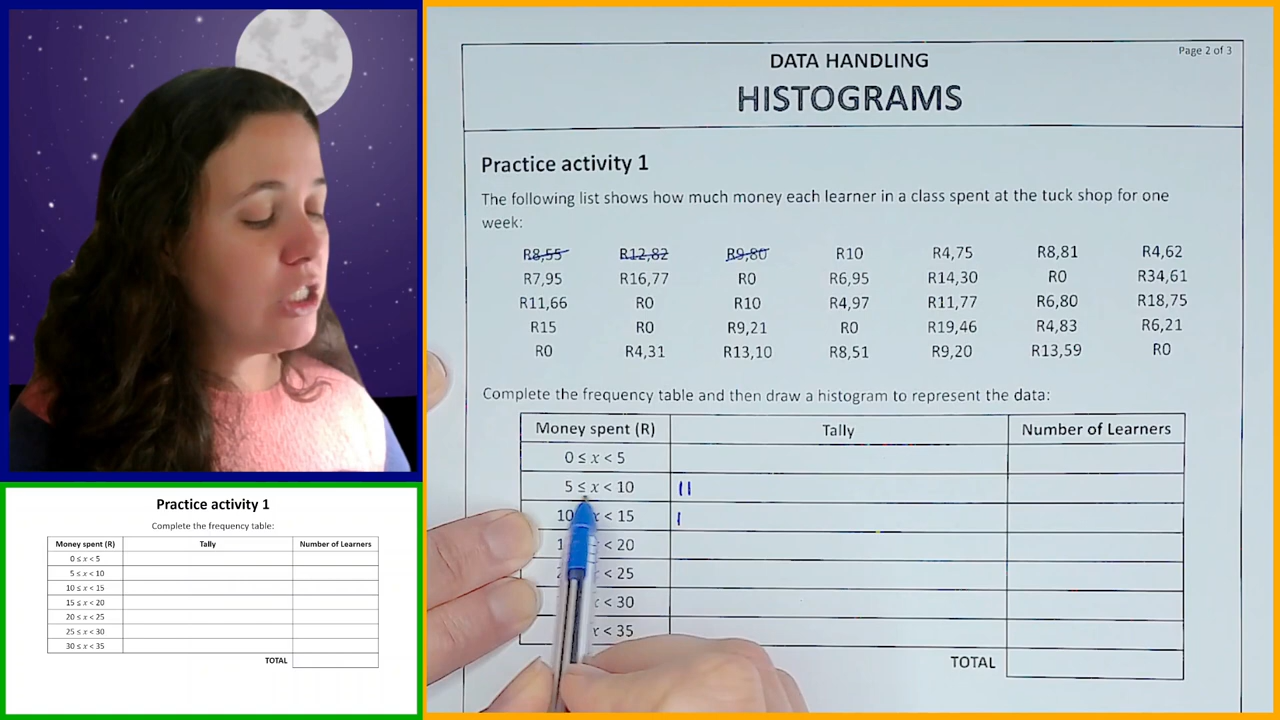 Page 2 of 3
DATA HANDLING
HISTOGRAMS
Practice activity 1
The following list shows how much money each learner in a class spent at the tuck shop for one
week:
R8,55 R12,82 R9,80 R10 R4,75 R8,81 R4,62
R7,95 R16,77 R0 R6,95 R14,30 R0 R34,61
R11,66 R0 R10 R4,97 R11,77 R6,80 R18,75
R15 R0 R9,21 R0 R19,46 R4,83 R6,21
R0 R4,31 R13,10 R8,51 R9,20 R13,59 R0
Complete the frequency table and then draw a histogram to represent the data:
Money spent (R) Tally Number of Learners
0 ≤ x < 5
5 ≤ x < 10 ||
10 x < 15 |
< 20
< 25
x < 30
x < 35
TOTAL
Practice activity 1
Complete the frequency table:
Money spent (R) Tally Number of Learners
0 ≤ x < 5
5 ≤ x < 10
10 ≤ x < 15
15 ≤ x < 20
20 ≤ x < 25
25 ≤ x < 30
30 ≤ x < 35
TOTAL